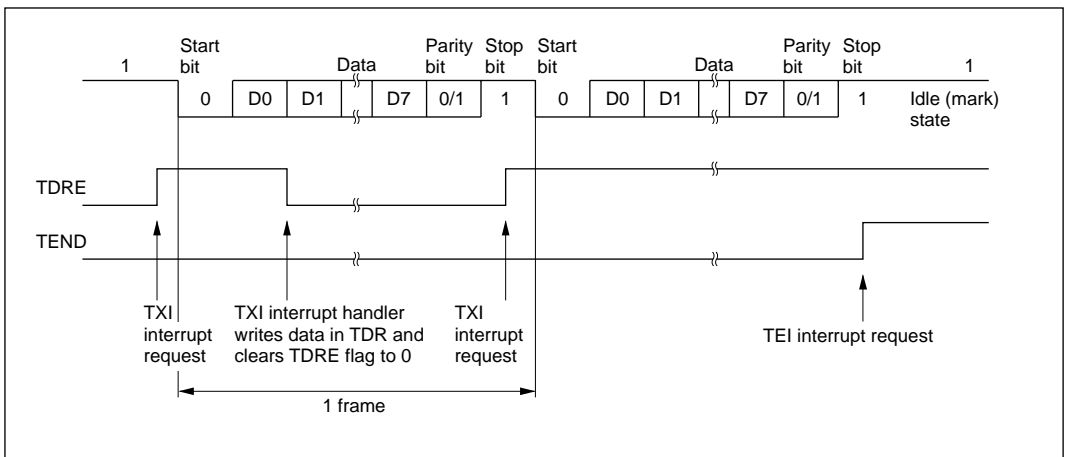 Start
bit
Parity
bit
Stop
bit
Start
bit
Parity
bit
Stop
bit
1 Data Data 1
0 D0 D1 D7 0/1 1 0 D0 D1 D7 0/1 1 Idle (mark)
state
TDRE
TEND
TXI
interrupt
request
TXI interrupt handler
writes data in TDR and
clears TDRE flag to 0
TXI
interrupt
request
TEI interrupt request
1 frame